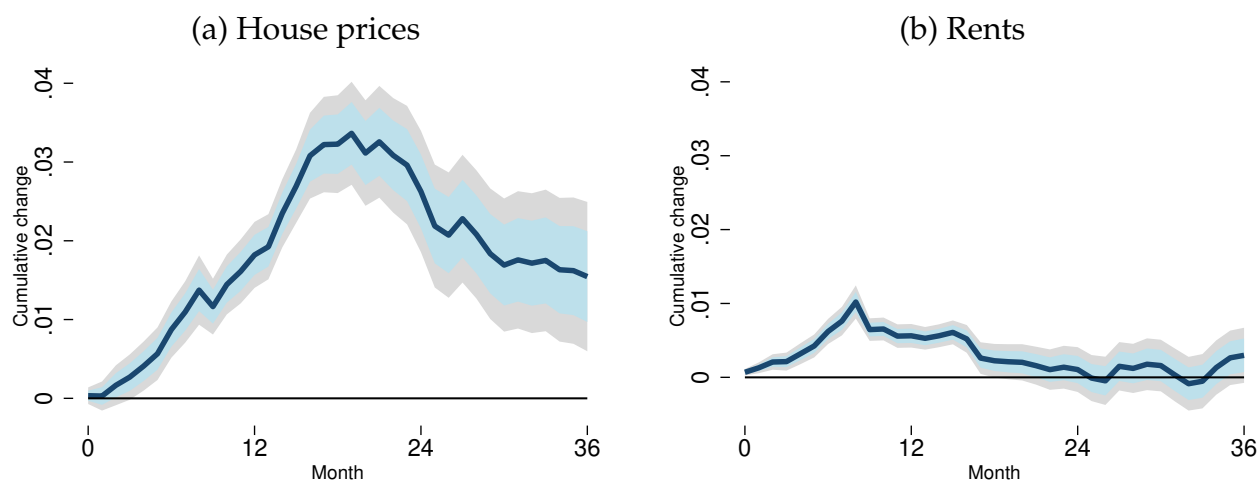 (a) House prices
.04
.03
.02
.01
0
Cumulative change
0 12 24 36
Month
(b) Rents
.04
.03
.02
.01
0
Cumulative change
0 12 24 36
Month